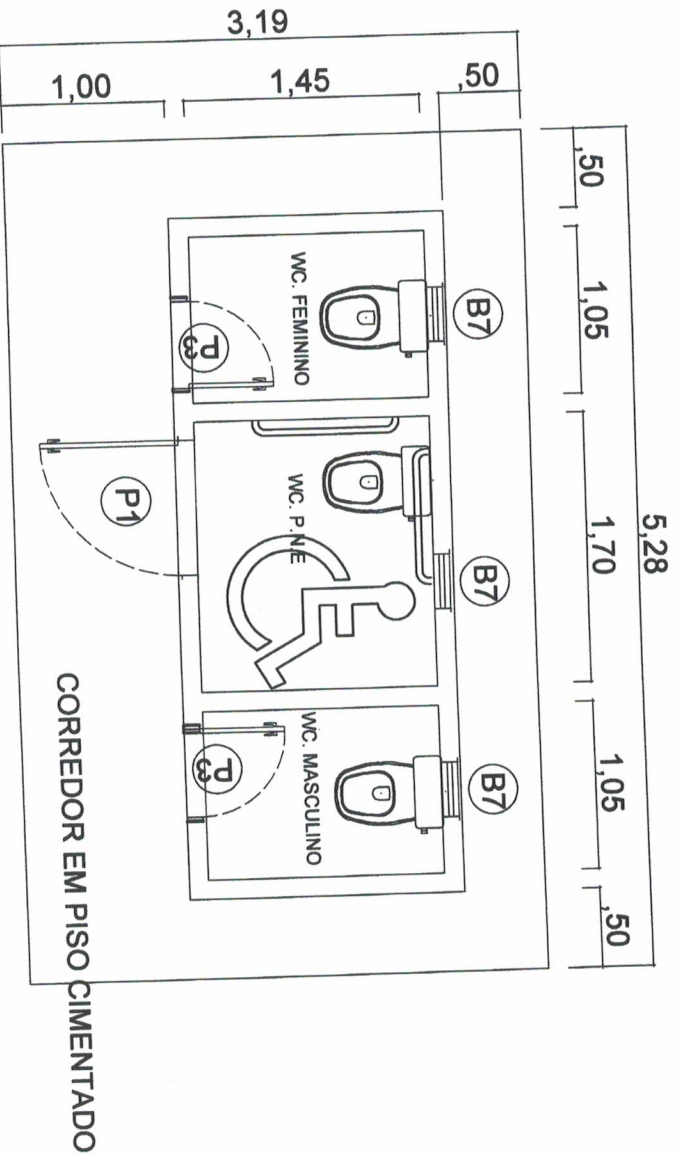 3,19
1,00
1,45
,50
,50
1,05
1,70
1,05
,50
5,28
WC. FEMININO
B7
P3
WC. P.N.E
B7
P1
WC. MASCULINO
B7
P3
CORREDOR EM PISO CIMENTADO